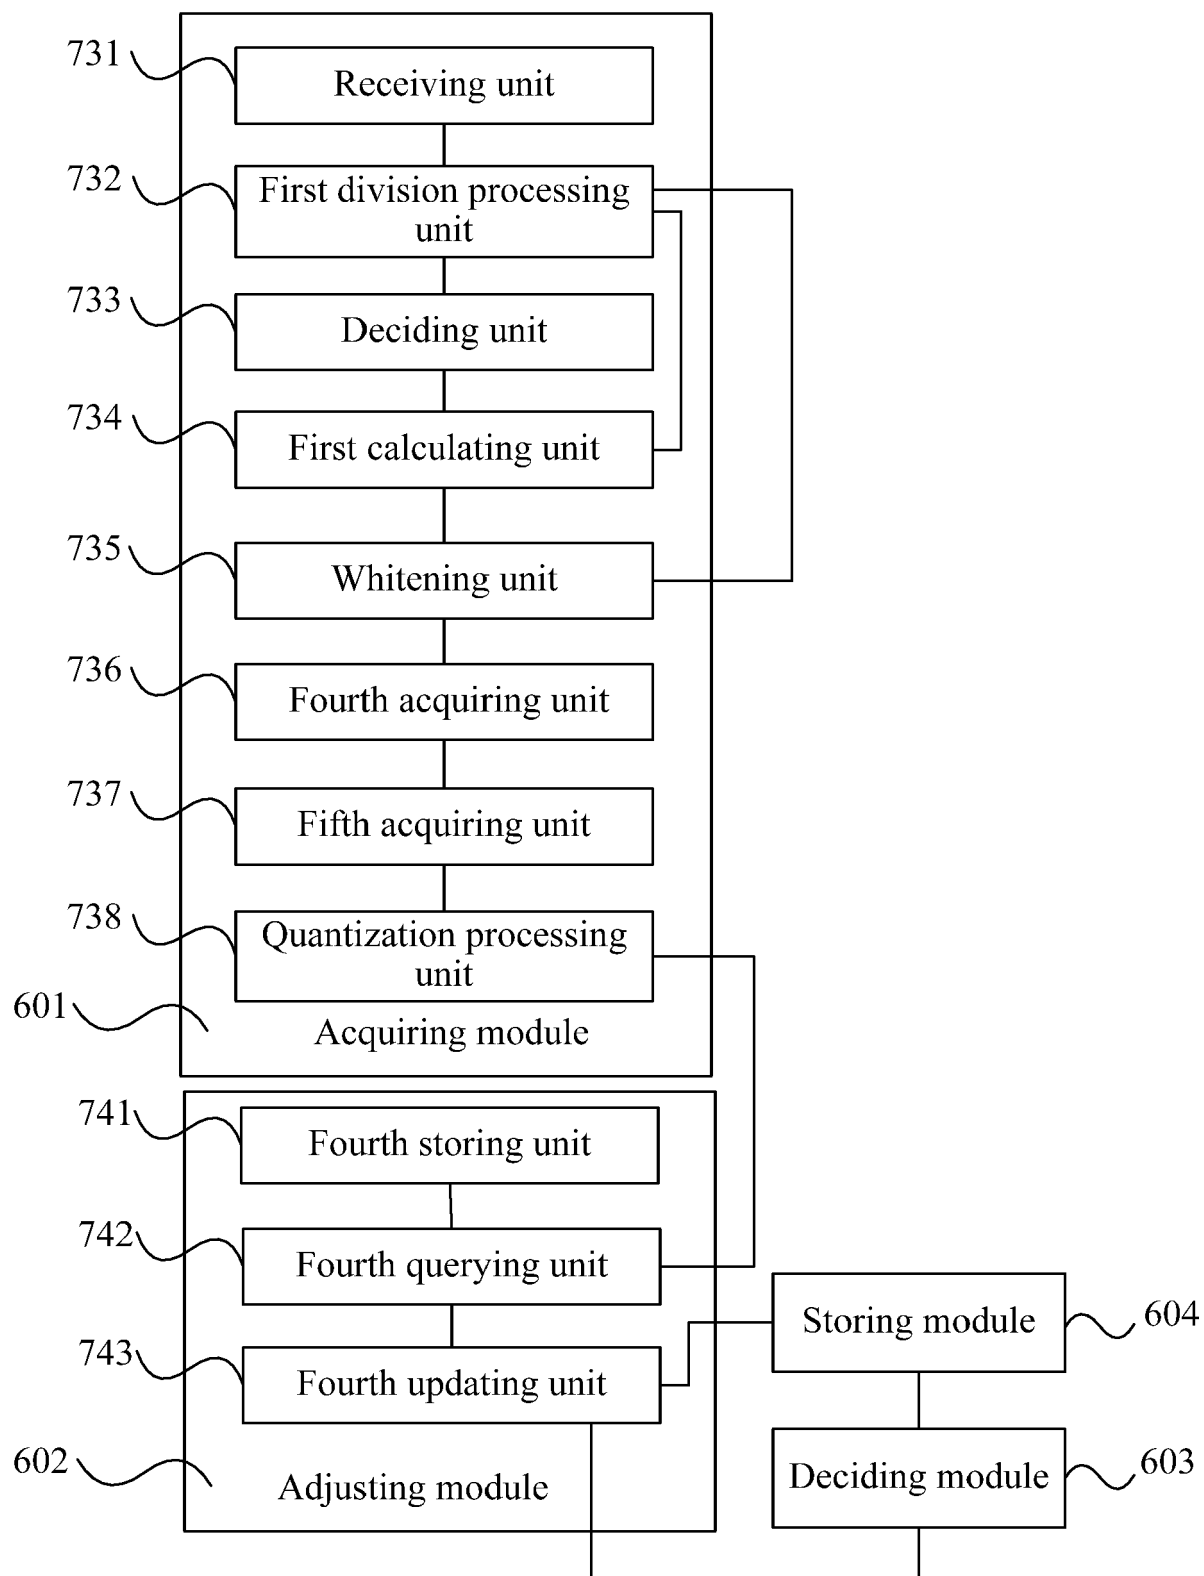 731
Receiving unit
732
First division processing
unit
733
Deciding unit
734
First calculating unit
735
Whitening unit
736
Fourth acquiring unit
737
Fifth acquiring unit
738
Quantization processing
unit
601
Acquiring module
741
Fourth storing unit
742
Fourth querying unit
743
Fourth updating unit
Storing module
604
602
Adjusting module
Deciding module
603